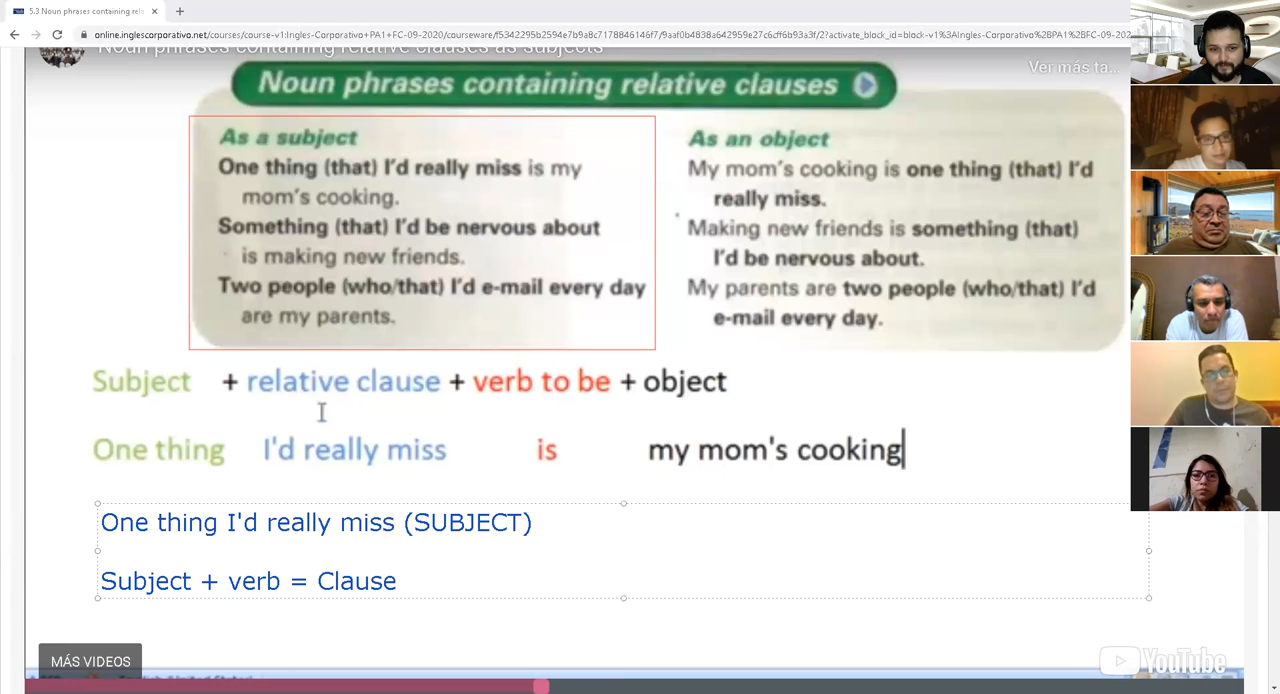 5.3 Noun phrases containing rela
online.inglescorporativo.net/courses/course-v1:Ingles-Corporativo+PA1+FC-09-2020/courseware/
Noun phrases containing relative clauses as subjects
Ver más ta...
Noun phrases containing relative clauses
As a subject
One thing (that) I'd really miss is my
mom's cooking.
Something (that) I'd be nervous about
is making new friends.
Two people (who/that) I'd e-mail every day
are my parents.
As an object
My mom's cooking is one thing (that) I'd
really miss.
Making new friends is something (that)
I'd be nervous about.
My parents are two people (who/that) I'd
e-mail every day.
Subject + relative clause + verb to be + object
One thing I'd really miss is my mom's cooking
One thing I'd really miss (SUBJECT)
Subject + verb = Clause
MÁS VIDEOS
YouTube